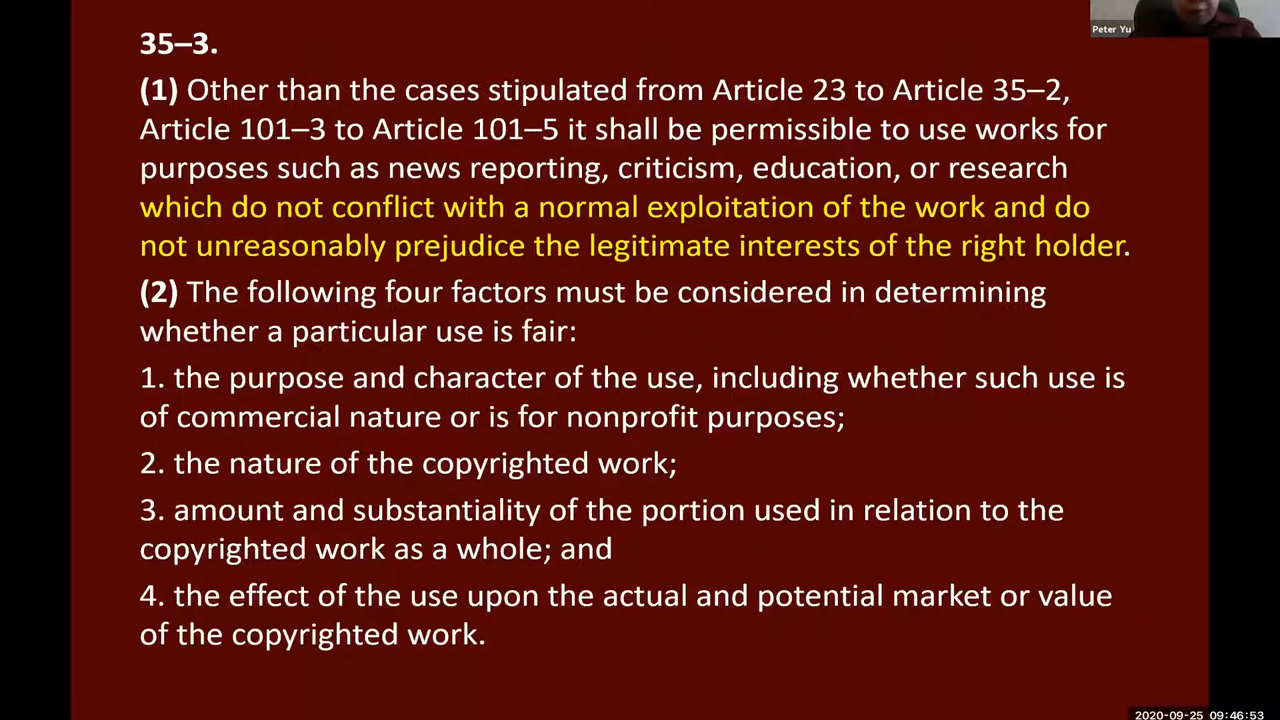 35–3.
(1) Other than the cases stipulated from Article 23 to Article 35–2,
Article 101–3 to Article 101–5 it shall be permissible to use works for
purposes such as news reporting, criticism, education, or research
which do not conflict with a normal exploitation of the work and do
not unreasonably prejudice the legitimate interests of the right holder.
(2) The following four factors must be considered in determining
whether a particular use is fair:
1. the purpose and character of the use, including whether such use is
of commercial nature or is for nonprofit purposes;
2. the nature of the copyrighted work;
3. amount and substantiality of the portion used in relation to the
copyrighted work as a whole; and
4. the effect of the use upon the actual and potential market or value
of the copyrighted work.
Peter Yu
2020-09-25 09:46:53